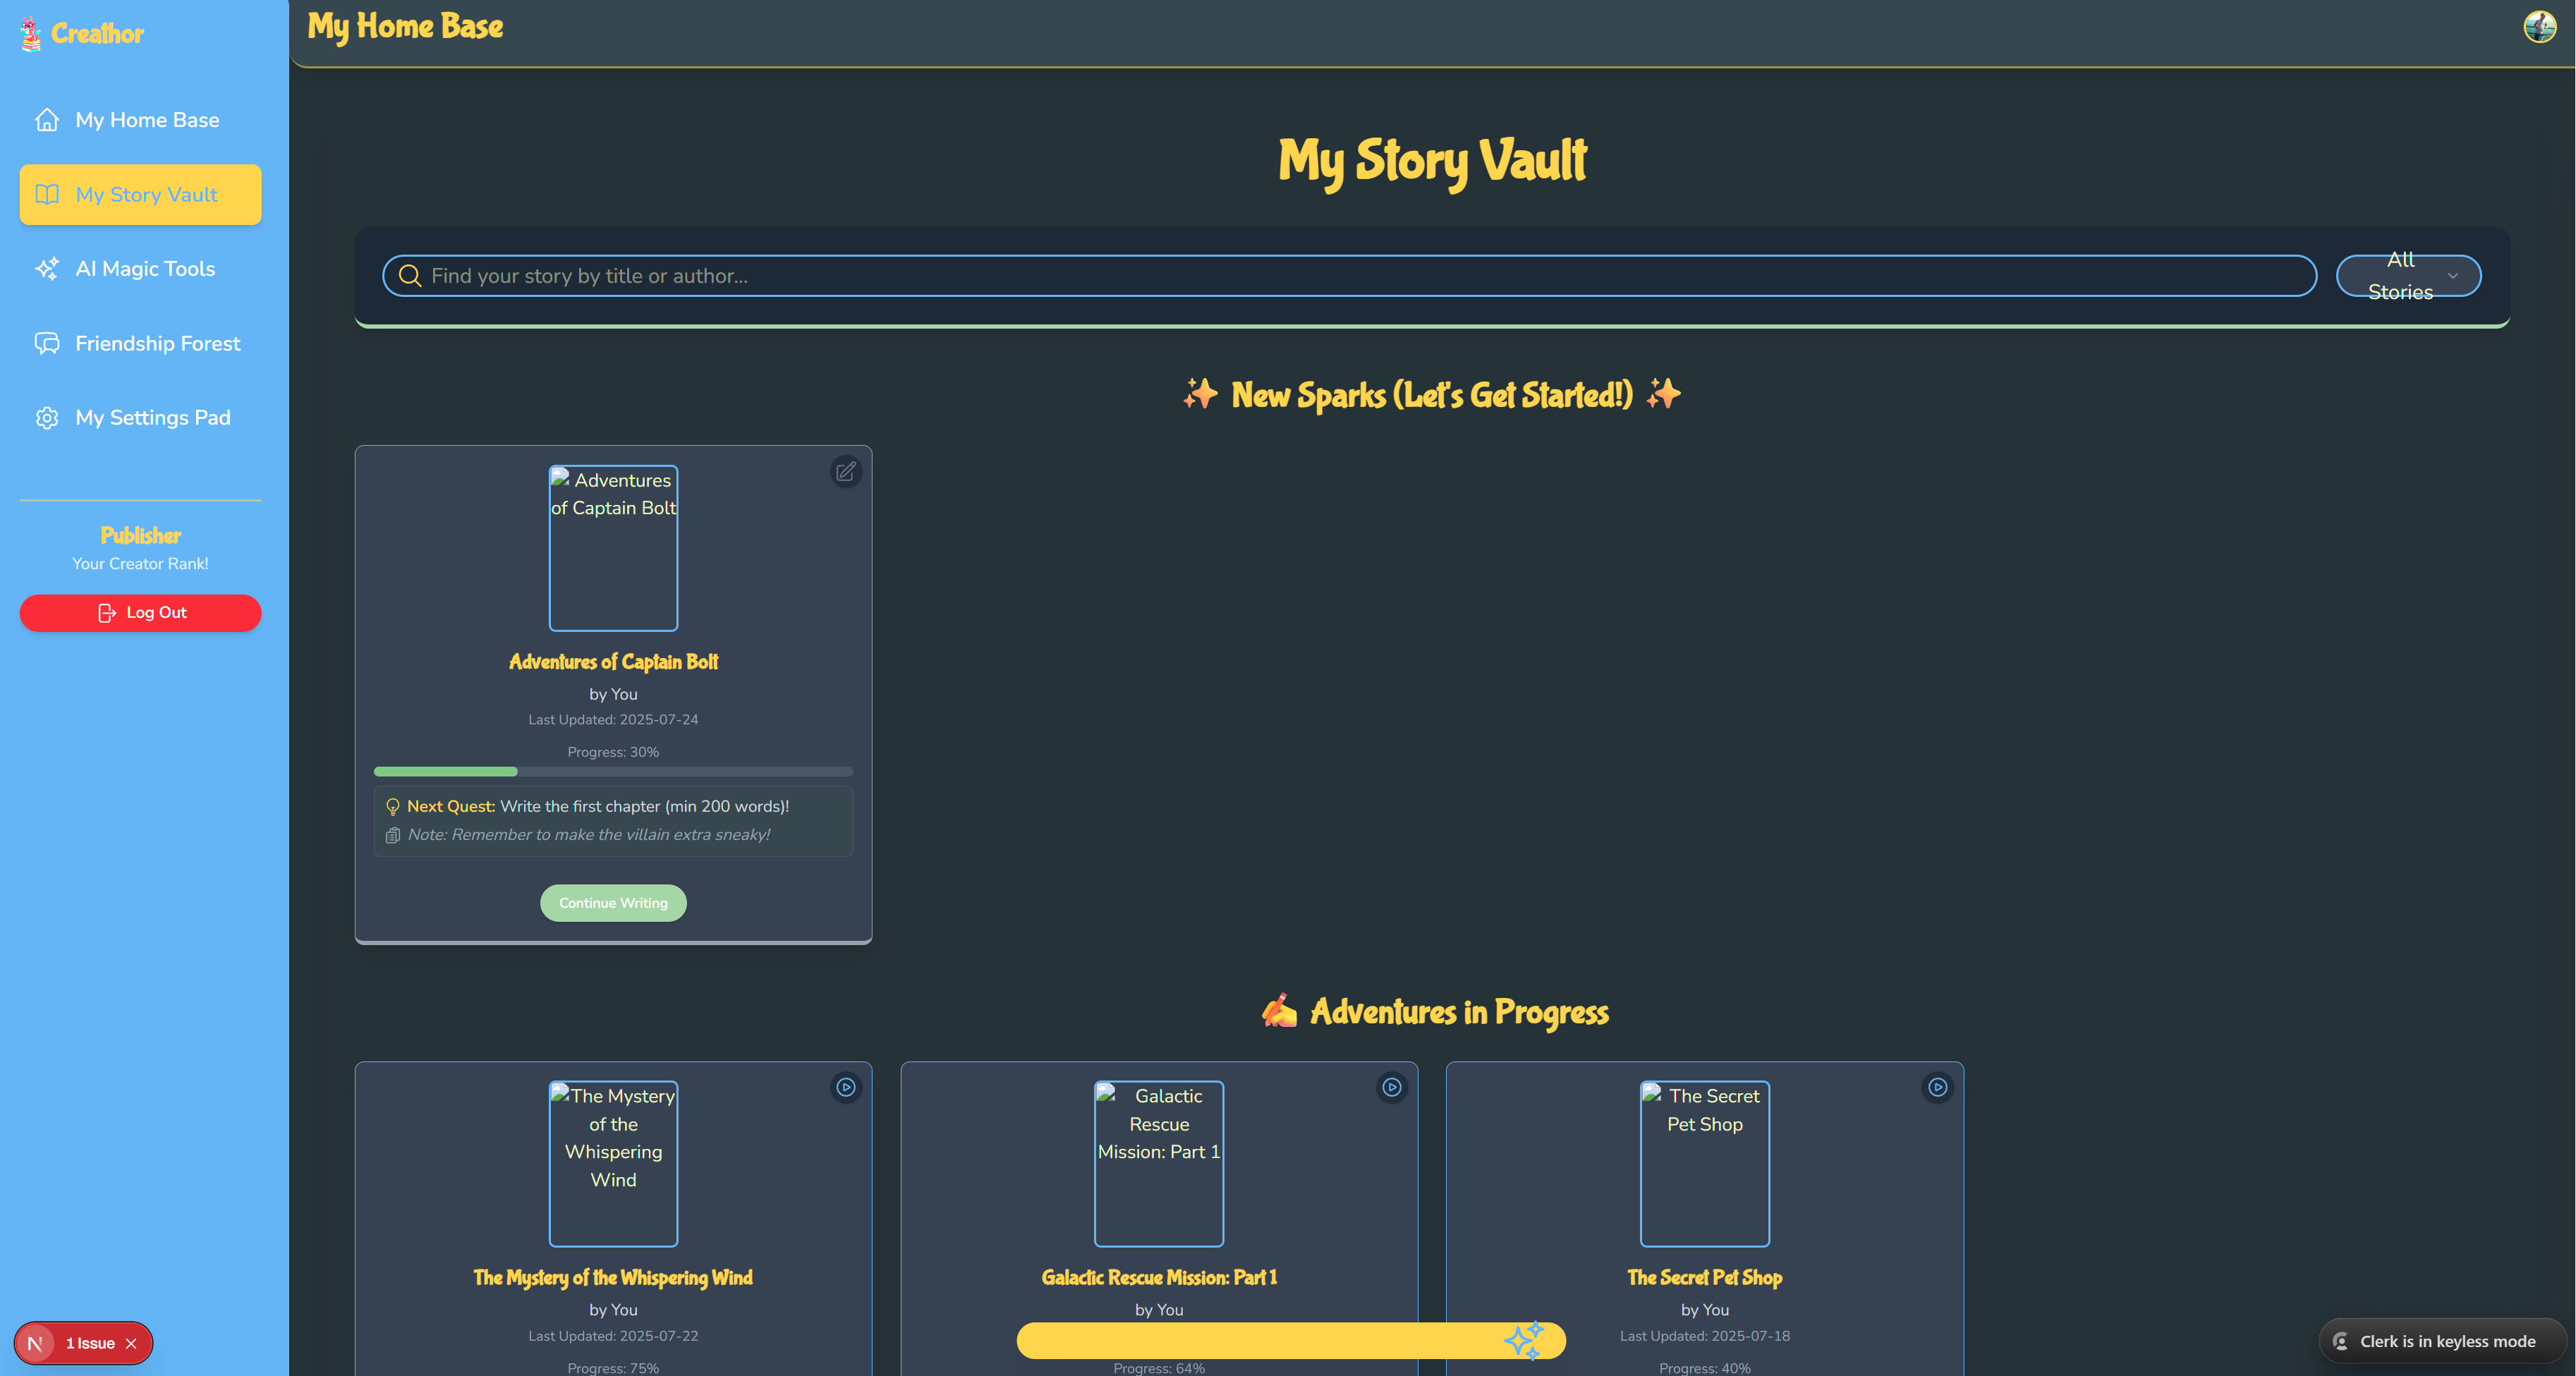 Creathor
My Home Base
My Home Base
My Story Vault
AI Magic Tools
Friendship Forest
My Settings Pad
Publisher
Your Creator Rank!
Log Out
My Story Vault
Find your story by title or author...
All
Stories
✨ New Sparks (Let's Get Started!) ✨
Adventures
of Captain Bolt
Adventures of Captain Bolt
by You
Last Updated: 2025-07-24
Progress: 30%
Next Quest: Write the first chapter (min 200 words)!
Note: Remember to make the villain extra sneaky!
Continue Writing
✍️ Adventures in Progress
The Mystery
of the
Whispering
Wind
The Mystery of the Whispering Wind
by You
Last Updated: 2025-07-22
Progress: 75%
Galactic
Rescue
Mission: Part 1
Galactic Rescue Mission: Part 1
by You
Progress: 64%
The Secret
Pet Shop
The Secret Pet Shop
by You
Last Updated: 2025-07-18
Progress: 40%
N
1 Issue
Clerk is in keyless mode